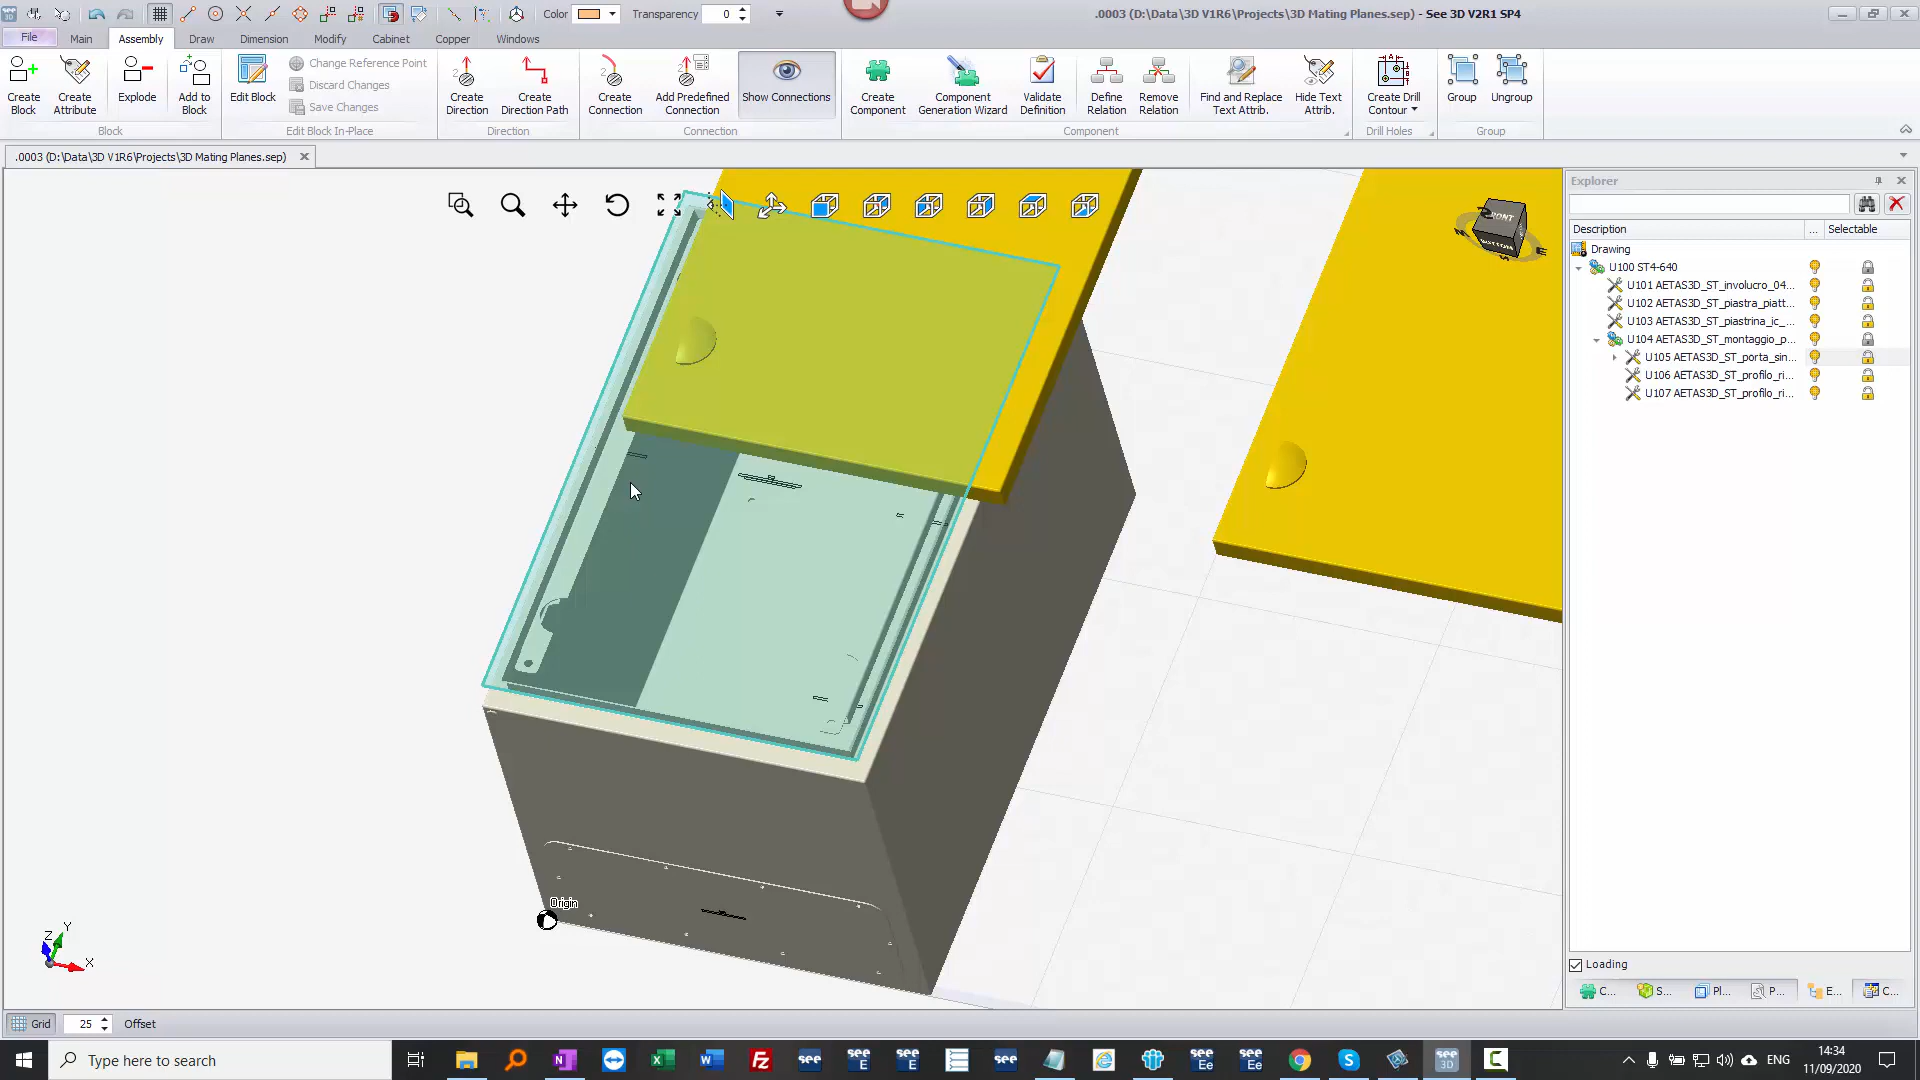 Color
Transparency
0
.0003 (D:\Data\3D V1R6\Projects\3D Mating Planes.sep) - See 3D V2R1 SP4
File
Main
Assembly
Draw
Dimension
Modify
Cabinet
Copper
Windows
Create Block
Create Attribute
Explode
Add to Block
Edit Block
Change Reference Point
Discard Changes
Save Changes
Create Direction
Create Direction Path
Create Connection
Add Predefined Connection
Show Connections
Create Component
Component Generation Wizard
Validate Definition
Define Relation
Remove Relation
Find and Replace Text Attrib.
Hide Text Attrib.
Create Drill Contour
Group
Ungroup
Block
Edit Block In-Place
Direction
Connection
Component
Drill Holes
Group
.0003 (D:\Data\3D V1R6\Projects\3D Mating Planes.sep)
Explorer
Description
...
Selectable
Drawing
U100 ST4-640
U101 AETAS3D_ST_involucro_04...
U102 AETAS3D_ST_piastra_piatt...
U103 AETAS3D_ST_piastrina_ic_...
U104 AETAS3D_ST_montaggio_p...
U105 AETAS3D_ST_porta_sin...
U106 AETAS3D_ST_profilo_ri...
U107 AETAS3D_ST_profilo_ri...
BOTTOM
Origin
Z
Y
X
Loading
C...
S...
Pl...
P...
E...
C...
Grid
25
Offset
Type here to search
ENG
14:34
11/09/2020